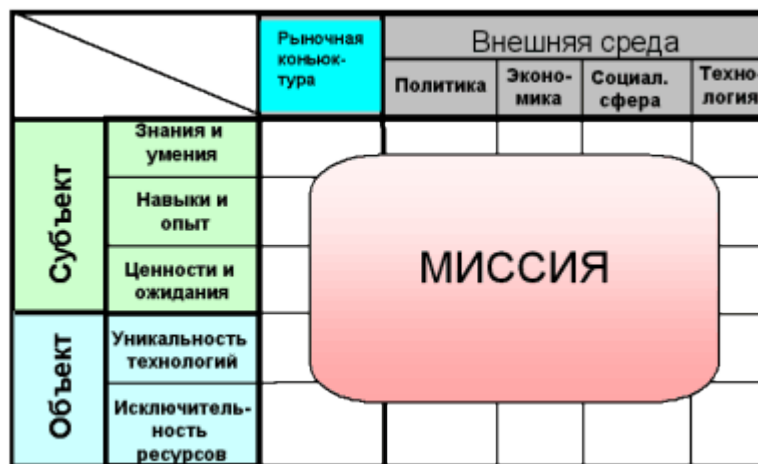 Рыночная
коньюк-
тура
Внешняя среда
Политика
Эконо-
мика
Социал.
сфера
Техно-
логия
Субъект
Знания и
умения
Навыки и
опыт
Ценности и
ожидания
МИССИЯ
Объект
Уникальность
технологий
Исключитель-
ность
ресурсов